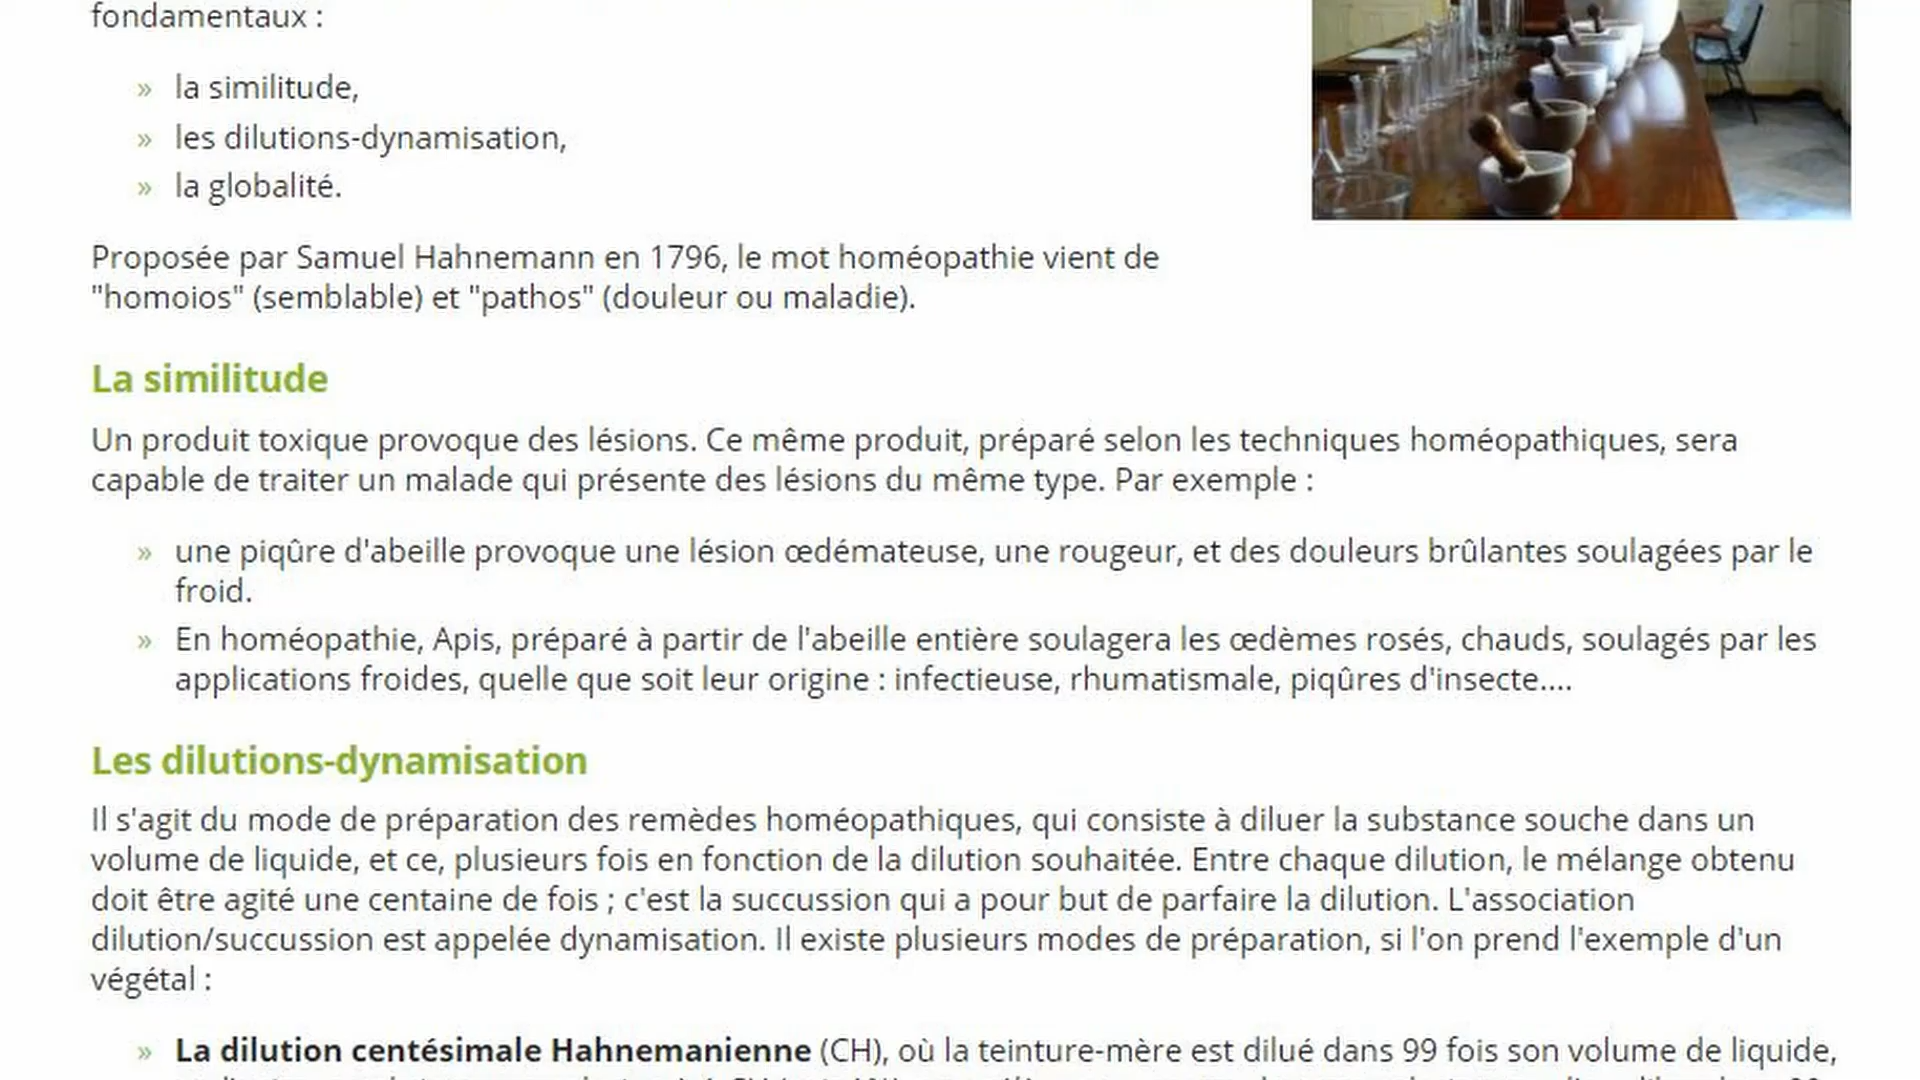 fondamentaux :
» la similitude,
» les dilutions-dynamisation,
» la globalité.
Proposée par Samuel Hahnemann en 1796, le mot homéopathie vient de
"homoios" (semblable) et "pathos" (douleur ou maladie).
La similitude
Un produit toxique provoque des lésions. Ce même produit, préparé selon les techniques homéopathiques, sera
capable de traiter un malade qui présente des lésions du même type. Par exemple :
» une piqûre d'abeille provoque une lésion œdémateuse, une rougeur, et des douleurs brûlantes soulagées par le
froid.
» En homéopathie, Apis, préparé à partir de l'abeille entière soulagera les œdèmes rosés, chauds, soulagés par les
applications froides, quelle que soit leur origine : infectieuse, rhumatismale, piqûres d'insecte....
Les dilutions-dynamisation
Il s'agit du mode de préparation des remèdes homéopathiques, qui consiste à diluer la substance souche dans un
volume de liquide, et ce, plusieurs fois en fonction de la dilution souhaitée. Entre chaque dilution, le mélange obtenu
doit être agité une centaine de fois ; c'est la succussion qui a pour but de parfaire la dilution. L'association
dilution/succussion est appelée dynamisation. Il existe plusieurs modes de préparation, si l'on prend l'exemple d'un
végétal :
» La dilution centésimale Hahnemanienne (CH), où la teinture-mère est dilué dans 99 fois son volume de liquide,